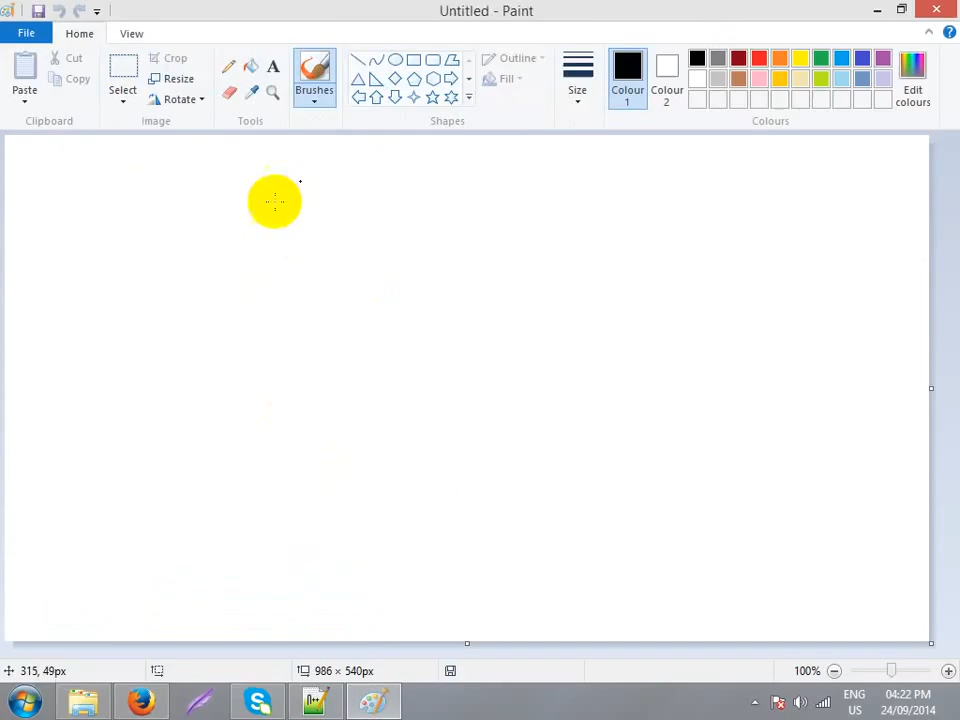 Untitled - Paint
File Home View
Paste
Cut
Copy
Clipboard
Select
Crop
Resize
Rotate
Image
A
Tools
Brushes
Outline
Fill
Shapes
Size
Colour 1
Colour 2
Edit colours
Colours
315, 49px
986 × 540px
100%
ENG
US
04:22 PM
24/09/2014